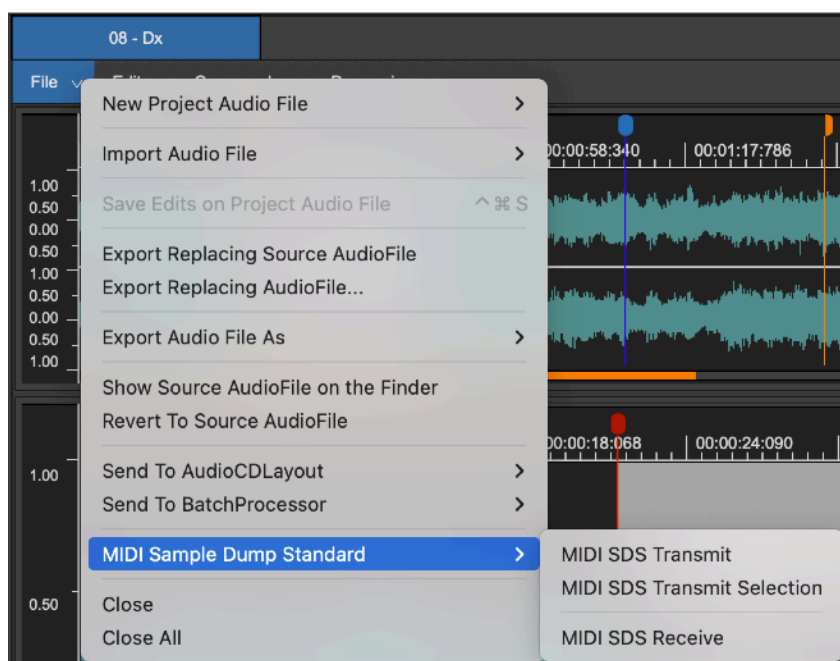 08 - Dx
File
New Project Audio File
Import Audio File
Save Edits on Project Audio File ^⌘S
Export Replacing Source AudioFile
Export Replacing AudioFile...
Export Audio File As
Show Source AudioFile on the Finder
Revert To Source AudioFile
Send To AudioCDLayout
Send To BatchProcessor
MIDI Sample Dump Standard
Close
Close All
MIDI SDS Transmit
MIDI SDS Transmit Selection
MIDI SDS Receive
00:00:58:340 00:01:17:786
1.00
0.50
0.00
0.50
1.00
0.50
0.00
0.50
1.00
00:00:18:068 00:00:24:090
1.00
0.50